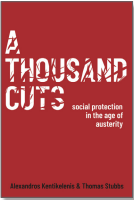 A
THOUSAND
CUTS
social protection
in the age of
austerity
Alexandros Kentikelenis & Thomas Stubbs